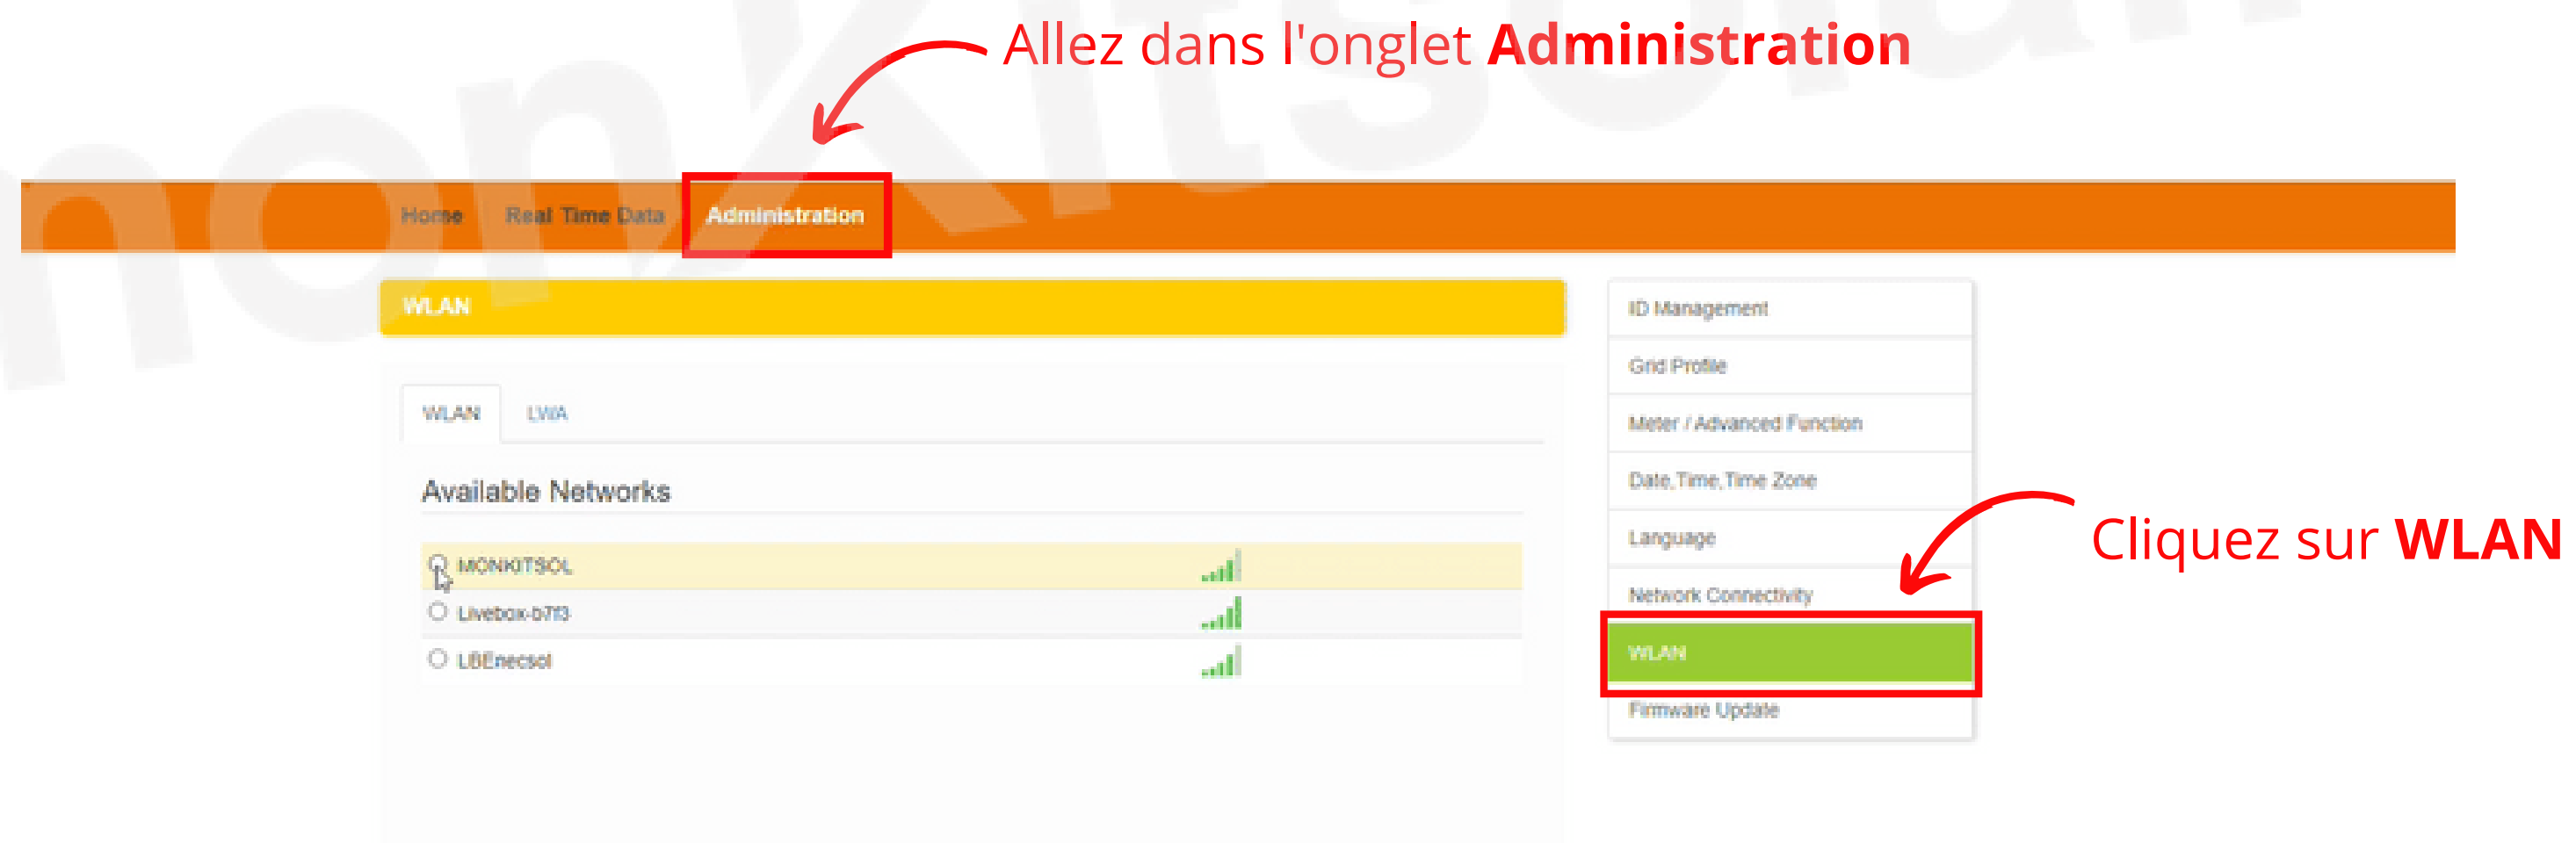 Allez dans l'onglet Administration
Home Real Time Data Administration
WLAN
WLAN LWA
Available Networks
MONKITSOL
Livebox-b7f3
LBEnecsol
ID Management
Grid Profile
Meter / Advanced Function
Date,Time,Time Zone
Language
Network Connectivity
WLAN
Firmware Update
Cliquez sur WLAN
monKitsolar